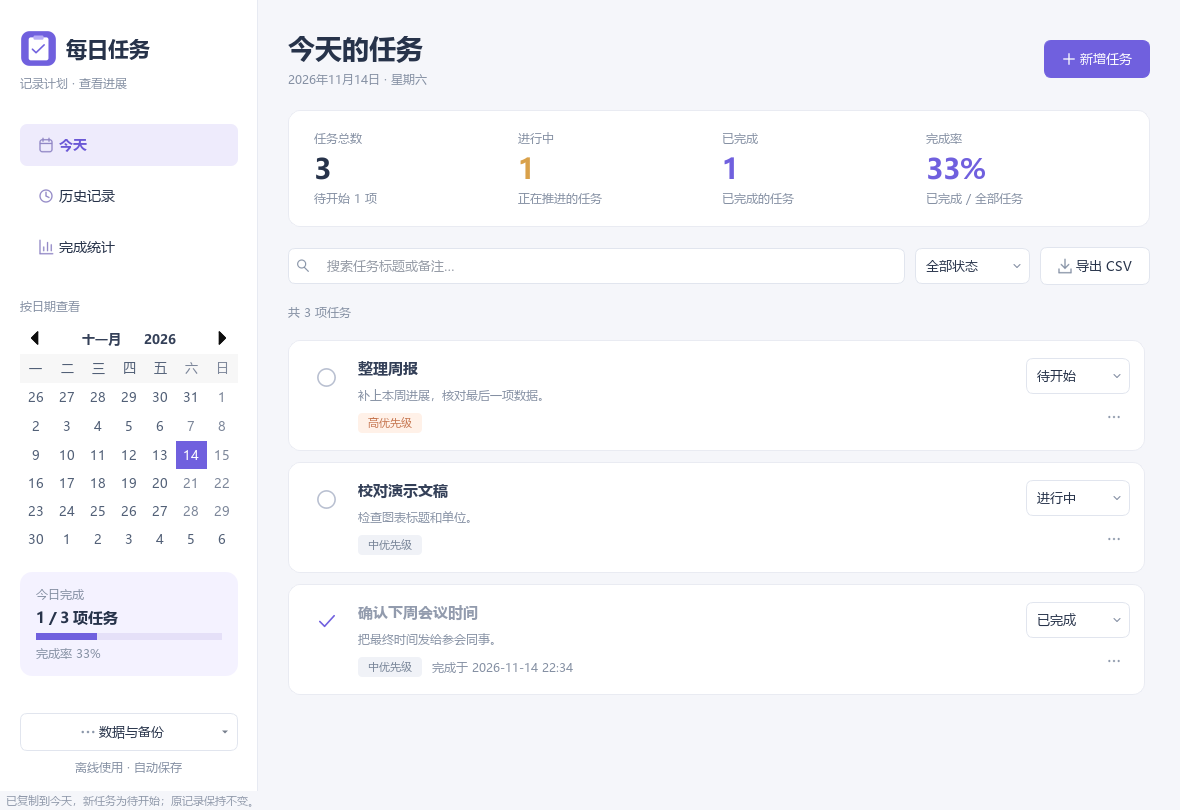 每日任务
记录计划 · 查看进展
今天
历史记录
完成统计
按日期查看
十一月 2026
一 二 三 四 五 六 日
26 27 28 29 30 31 1
2 3 4 5 6 7 8
9 10 11 12 13 14 15
16 17 18 19 20 21 22
23 24 25 26 27 28 29
30 1 2 3 4 5 6
今日完成
1 / 3 项任务
完成率 33%
··· 数据与备份
离线使用 · 自动保存
已复制到今天，新任务为待开始；原记录保持不变。
今天的任务
2026年11月14日 · 星期六
新增任务
任务总数
3
待开始 1 项
进行中
1
正在推进的任务
已完成
1
已完成的任务
完成率
33%
已完成 / 全部任务
搜索任务标题或备注...
全部状态
导出 CSV
共 3 项任务
整理周报
补上本周进展，核对最后一项数据。
高优先级
待开始
···
校对演示文稿
检查图表标题和单位。
中优先级
进行中
···
确认下周会议时间
把最终时间发给参会同事。
中优先级 完成于 2026-11-14 22:34
已完成
···